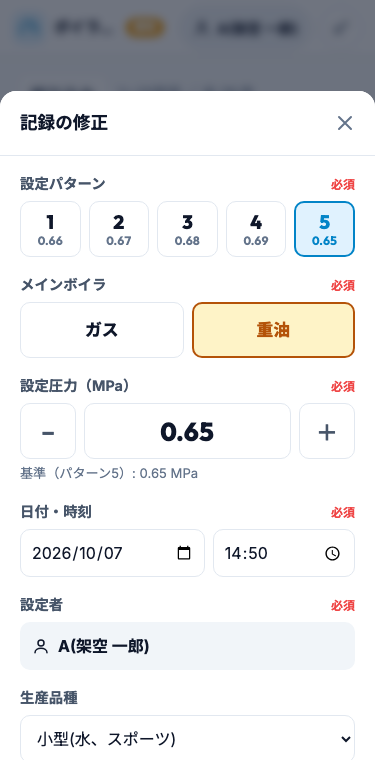 記録の修正
設定パターン 必須
1 2 3 4 5
0.66 0.67 0.68 0.69 0.65
メインボイラ 必須
ガス 重油
設定圧力（MPa） 必須
− 0.65 +
基準（パターン5）: 0.65 MPa
日付・時刻 必須
2026/10/07 14:50
設定者 必須
A(架空 一郎)
生産品種
小型(水、スポーツ)